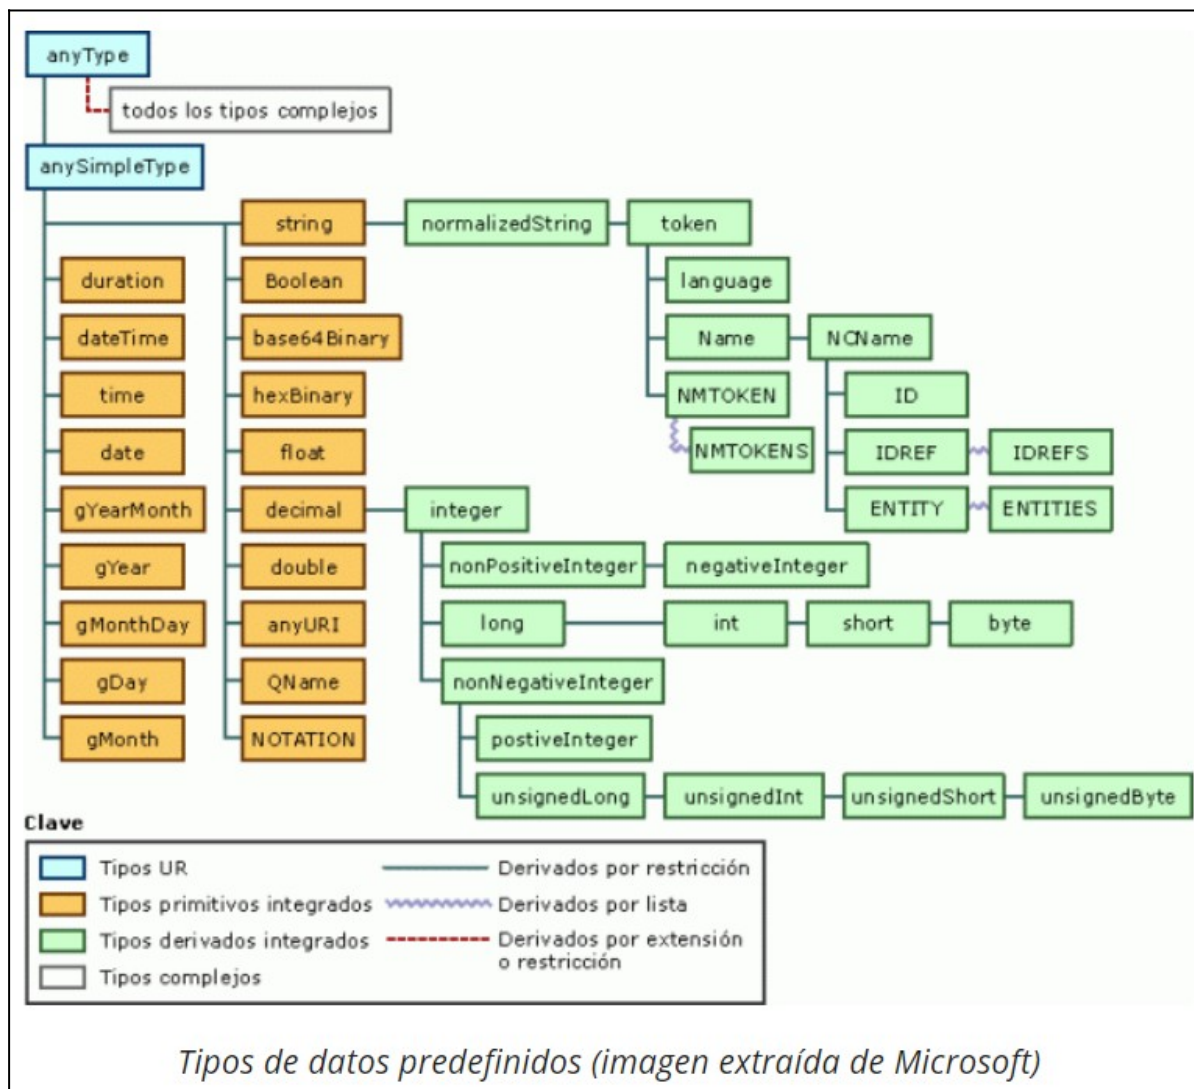 anyType
todos los tipos complejos
anySimpleType
string normalizedString token
duration Boolean language
dateTime base64Binary Name NCName
time hexBinary NMTOKEN ID
date float NMTOKENS IDREF IDREFS
gYearMonth decimal integer ENTITY ENTITIES
gYear double nonPositiveInteger negativeInteger
gMonthDay anyURI long int short byte
gDay QName nonNegativeInteger
gMonth NOTATION postiveInteger
unsignedLong unsignedInt unsignedShort unsignedByte
Clave
Tipos UR Derivados por restricción
Tipos primitivos integrados Derivados por lista
Tipos derivados integrados Derivados por extensión
o restricción
Tipos complejos
Tipos de datos predefinidos (imagen extraída de Microsoft)